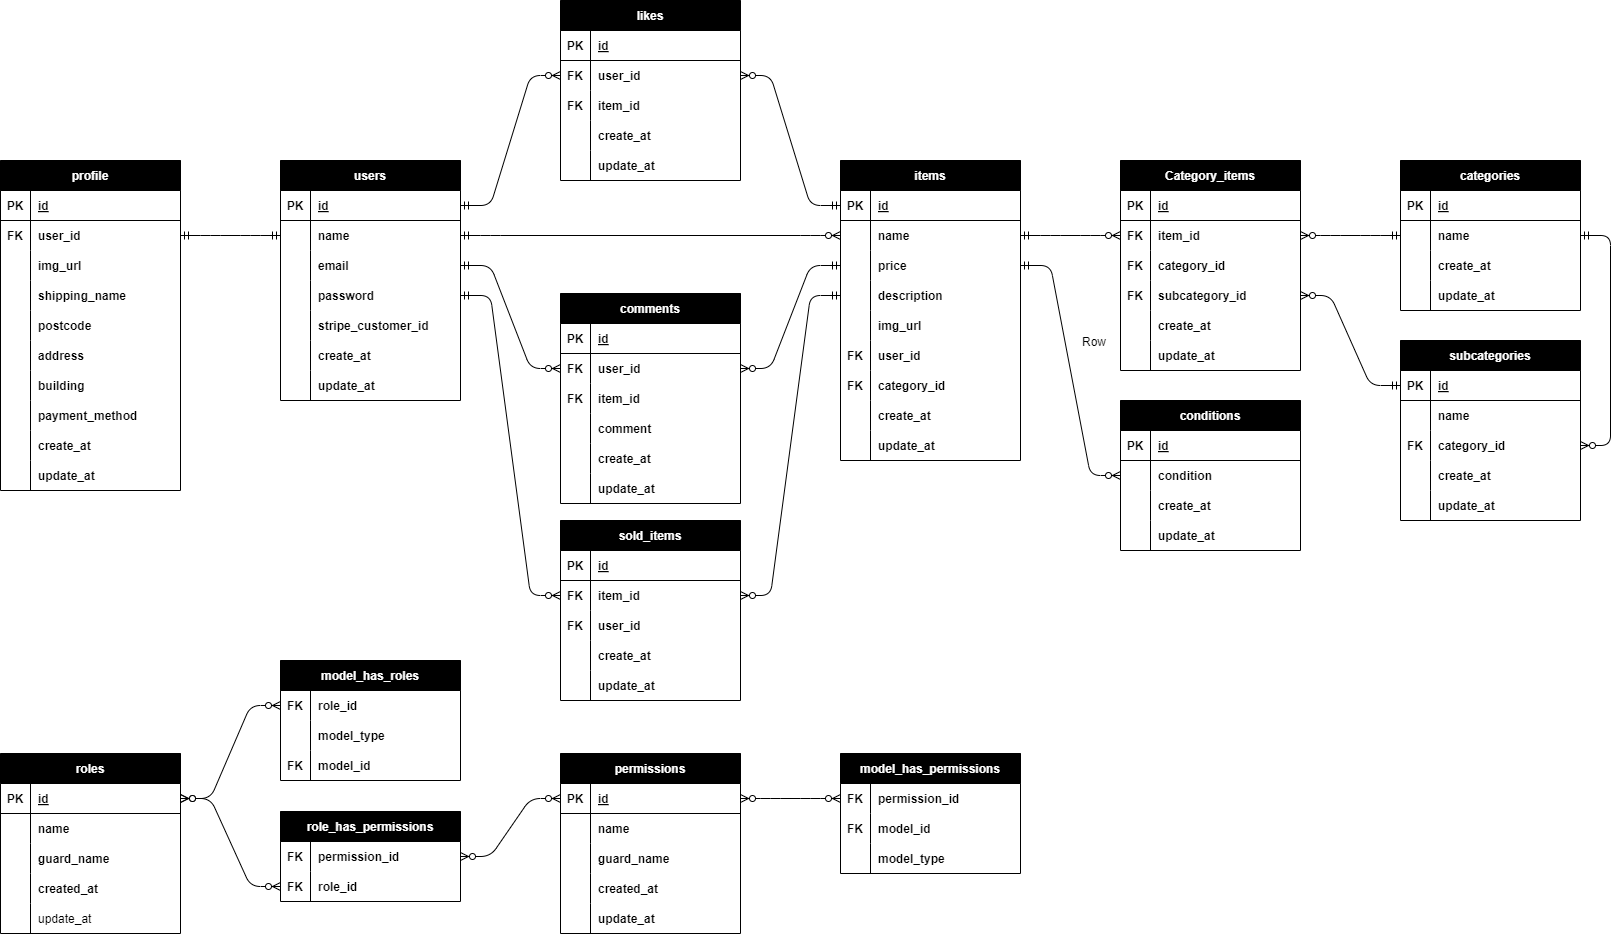 likes
PK id
FK user_id
FK item_id
create_at
update_at
profile
PK id
FK user_id
img_url
shipping_name
postcode
address
building
payment_method
create_at
update_at
users
PK id
name
email
password
stripe_customer_id
create_at
update_at
comments
PK id
FK user_id
FK item_id
comment
create_at
update_at
sold_items
PK id
FK item_id
FK user_id
create_at
update_at
items
PK id
name
price
description
img_url
FK user_id
FK category_id
create_at
update_at
Row
Category_items
PK id
FK item_id
FK category_id
FK subcategory_id
create_at
update_at
conditions
PK id
condition
create_at
update_at
categories
PK id
name
create_at
update_at
subcategories
PK id
name
FK category_id
create_at
update_at
roles
PK id
name
guard_name
created_at
update_at
model_has_roles
FK role_id
model_type
FK model_id
role_has_permissions
FK permission_id
FK role_id
permissions
PK id
name
guard_name
created_at
update_at
model_has_permissions
FK permission_id
FK model_id
model_type